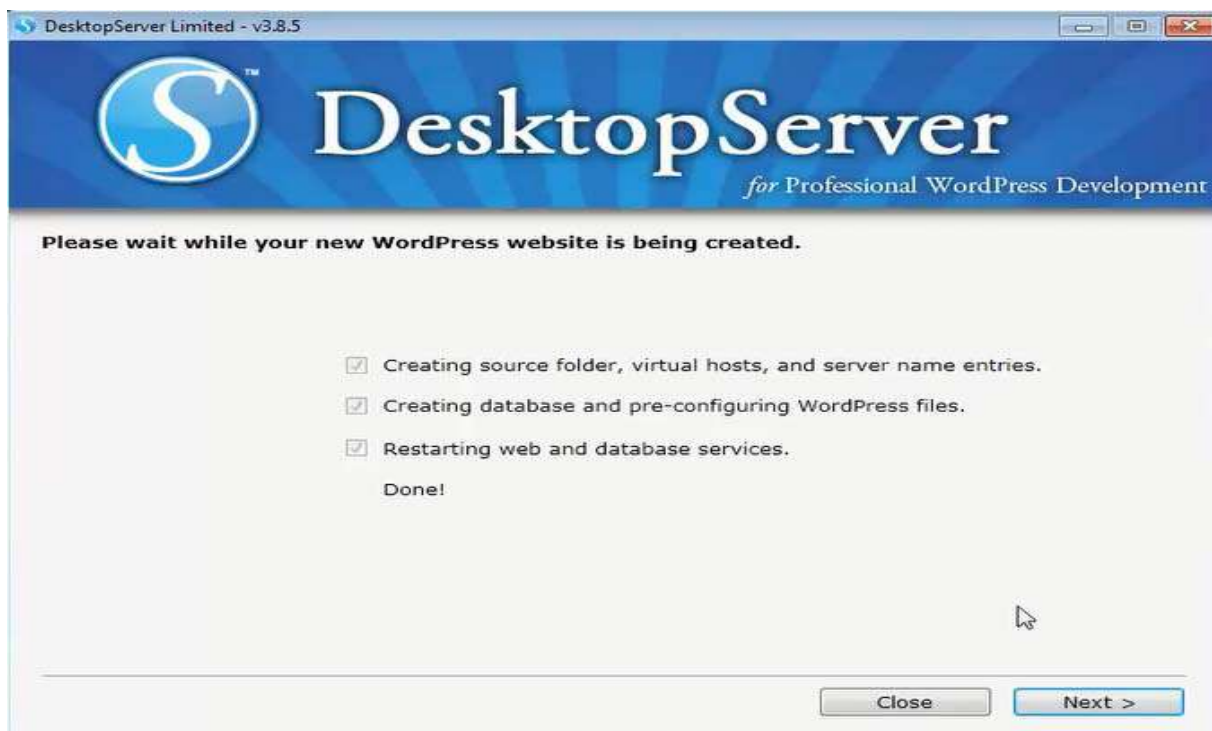 DesktopServer Limited - v3.8.5
S™
DesktopServer
for Professional WordPress Development
Please wait while your new WordPress website is being created.
Creating source folder, virtual hosts, and server name entries.
Creating database and pre-configuring WordPress files.
Restarting web and database services.
Done!
Close
Next >